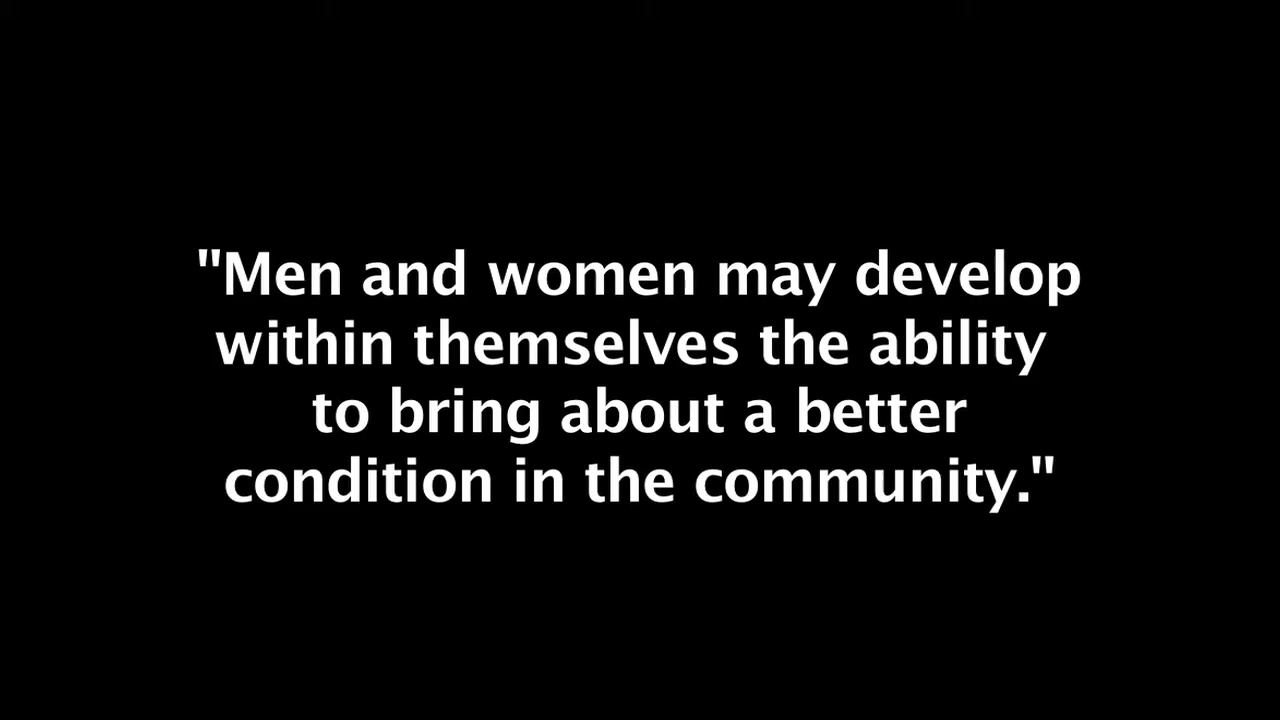 "Men and women may develop
within themselves the ability
to bring about a better
condition in the community."